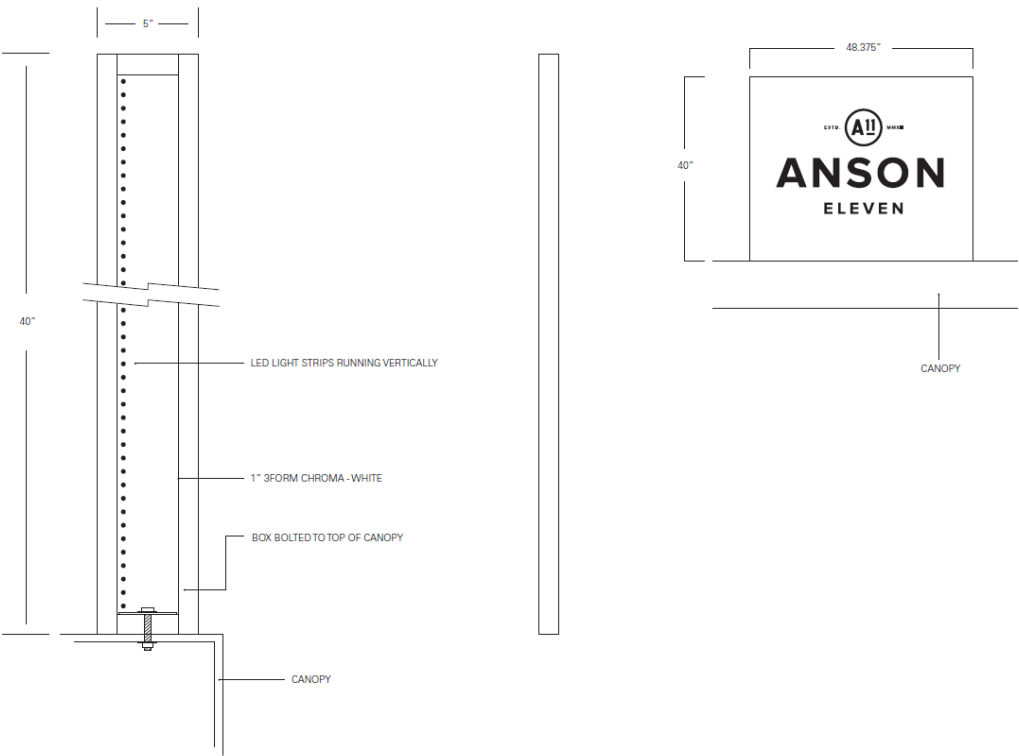 5"
40"
LED LIGHT STRIPS RUNNING VERTICALLY
1" 3FORM CHROMA - WHITE
BOX BOLTED TO TOP OF CANOPY
CANOPY
48.375"
40"
ESTD. A11
ANSON
ELEVEN
CANOPY